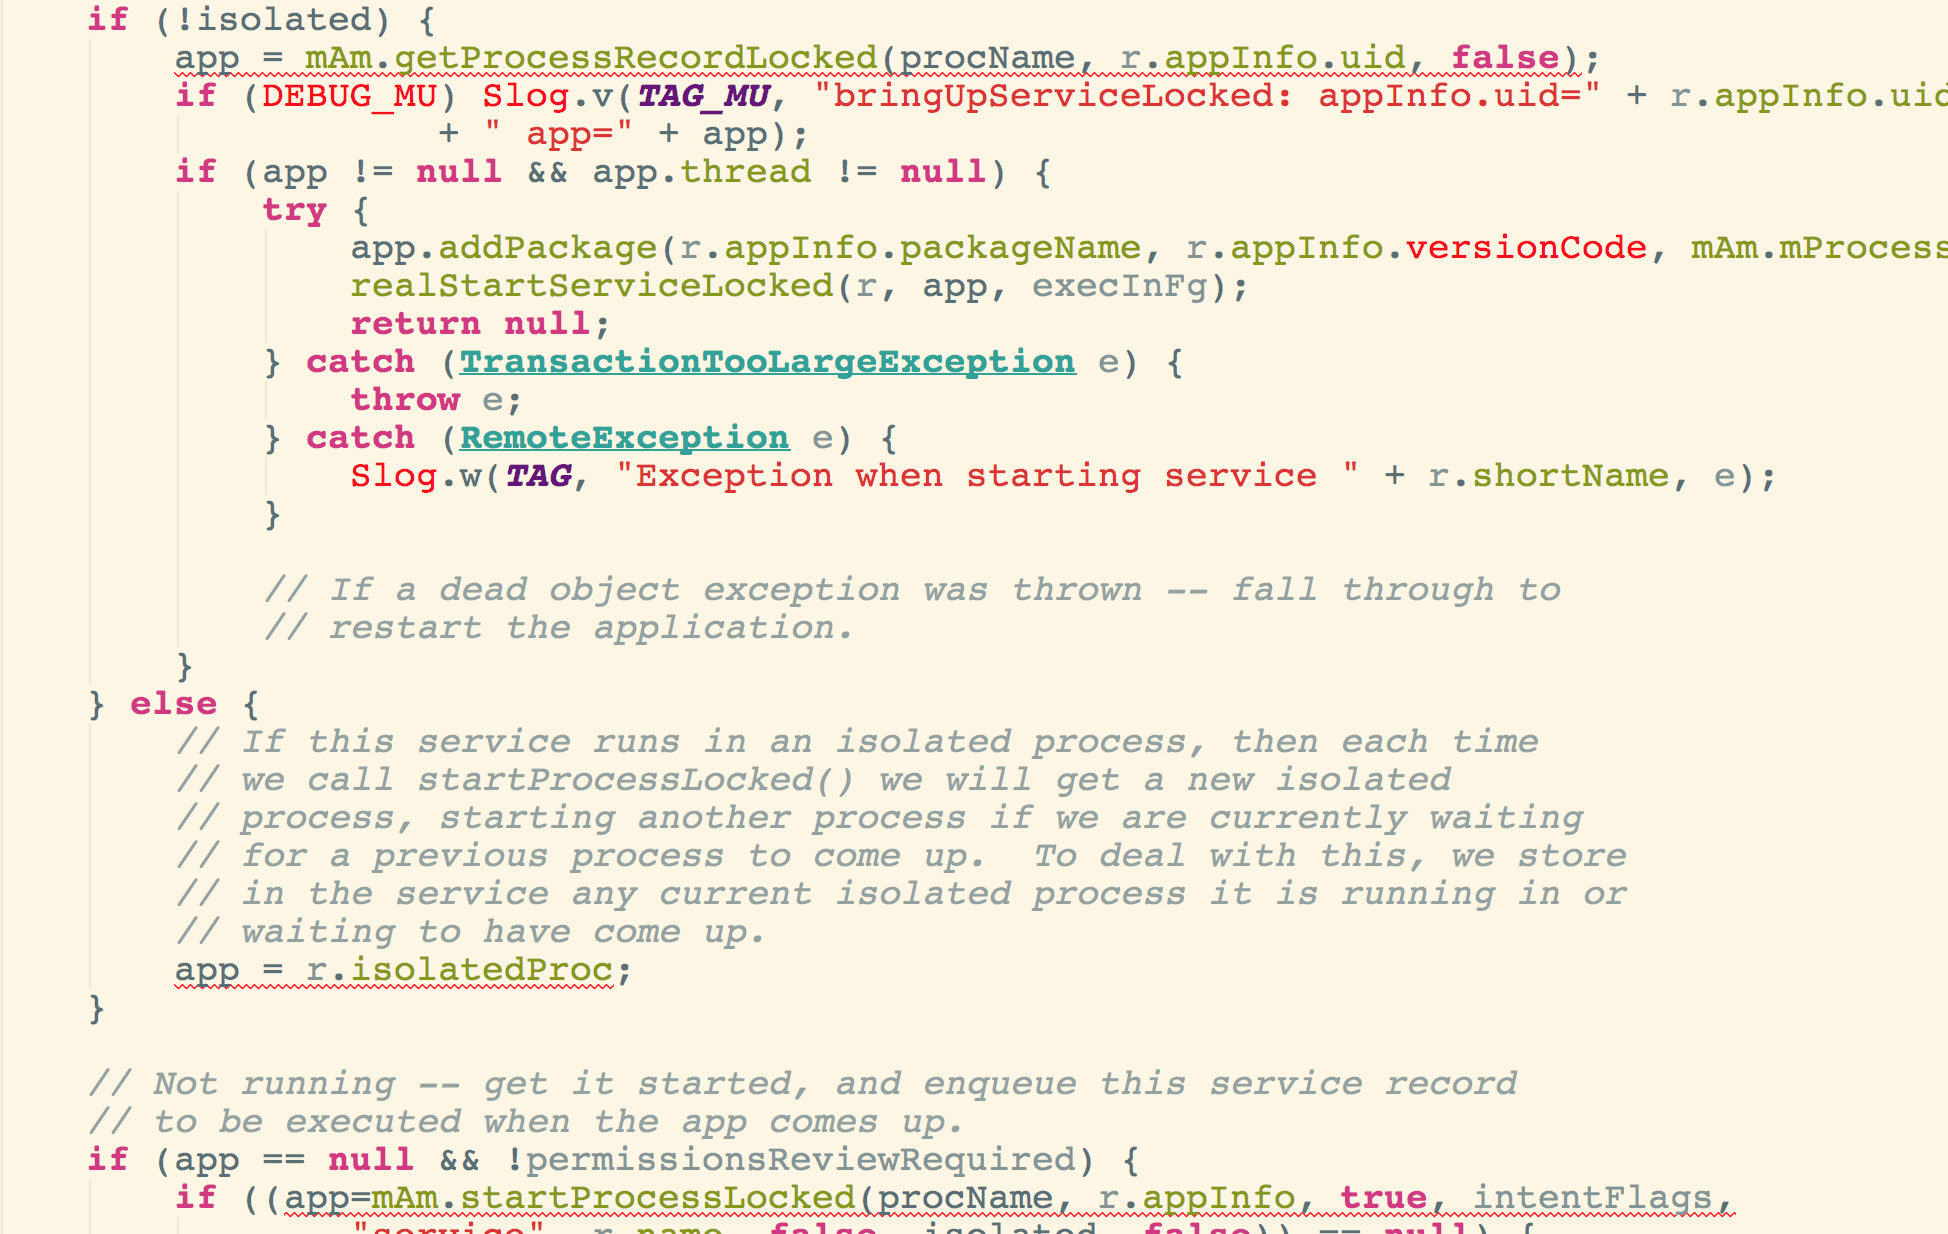 if (!isolated) {
app = mAm.getProcessRecordLocked(procName, r.appInfo.uid, false);
if (DEBUG_MU) Slog.v(TAG_MU, "bringUpServiceLocked: appInfo.uid=" + r.appInfo.uid
+ " app=" + app);
if (app != null && app.thread != null) {
try {
app.addPackage(r.appInfo.packageName, r.appInfo.versionCode, mAm.mProcess
realStartServiceLocked(r, app, execInFg);
return null;
} catch (TransactionTooLargeException e) {
throw e;
} catch (RemoteException e) {
Slog.w(TAG, "Exception when starting service " + r.shortName, e);
}
// If a dead object exception was thrown -- fall through to
// restart the application.
}
} else {
// If this service runs in an isolated process, then each time
// we call startProcessLocked() we will get a new isolated
// process, starting another process if we are currently waiting
// for a previous process to come up.  To deal with this, we store
// in the service any current isolated process it is running in or
// waiting to have come up.
app = r.isolatedProc;
}
// Not running -- get it started, and enqueue this service record
// to be executed when the app comes up.
if (app == null && !permissionsReviewRequired) {
if ((app=mAm.startProcessLocked(procName, r.appInfo, true, intentFlags,
"service", r.name, false, isolated, false)) == null) {